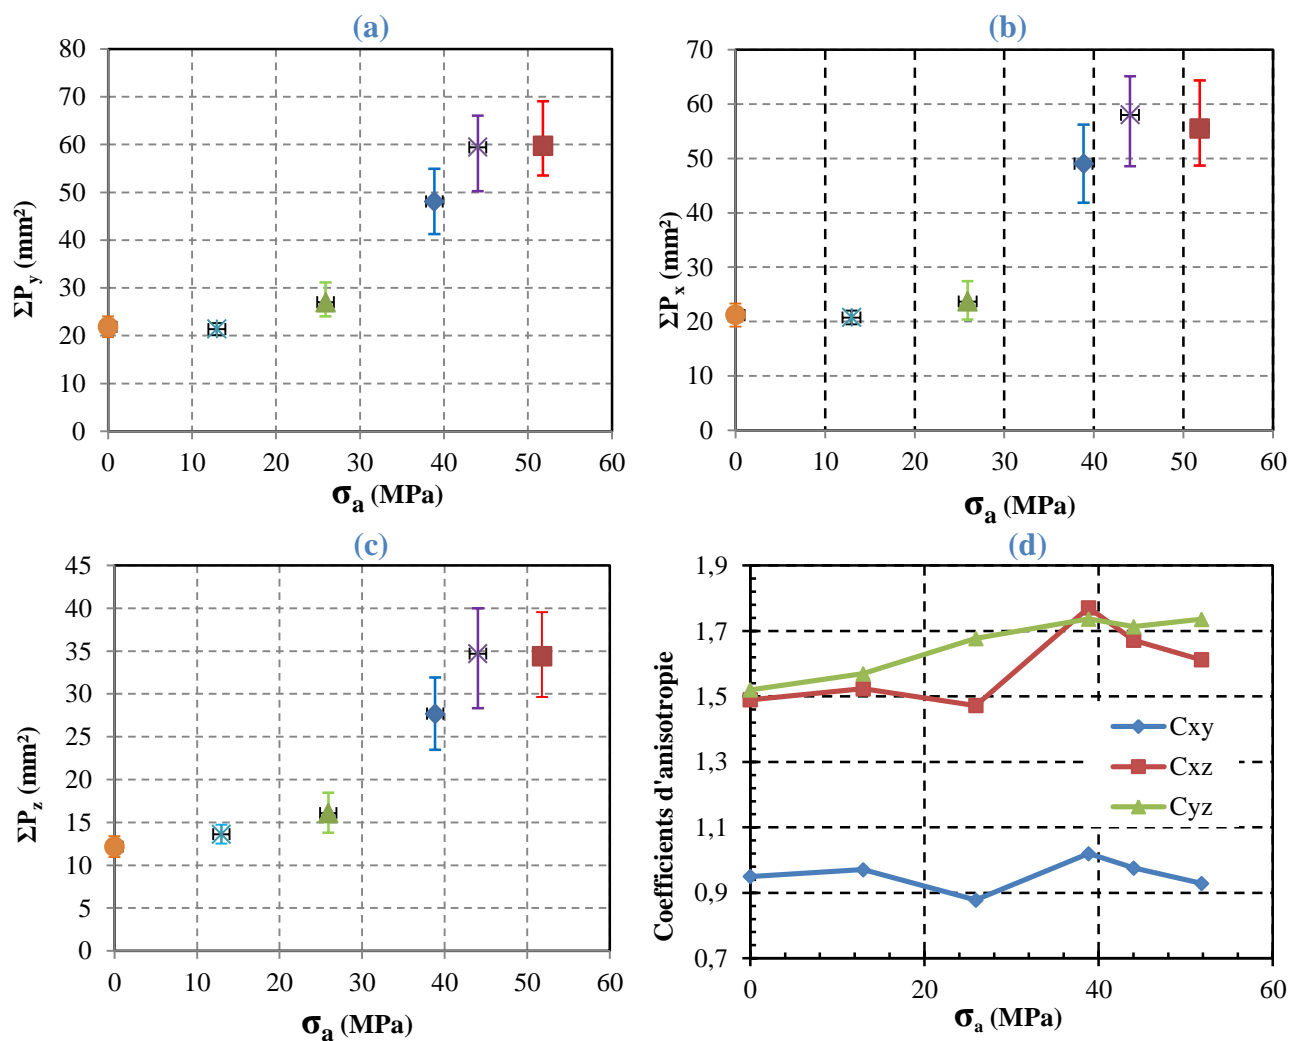 (a)
80
70
60
50
40
30
20
10
0
ΣPy (mm²)
0 10 20 30 40 50 60
σa (MPa)
(b)
70
60
50
40
30
20
10
0
ΣPx (mm²)
0 10 20 30 40 50 60
σa (MPa)
(c)
45
40
35
30
25
20
15
10
5
0
ΣPz (mm²)
0 10 20 30 40 50 60
σa (MPa)
(d)
1,9
1,7
1,5
1,3
1,1
0,9
0,7
Coefficients d'anisotropie
Cxy
Cxz
Cyz
0 20 40 60
σa (MPa)